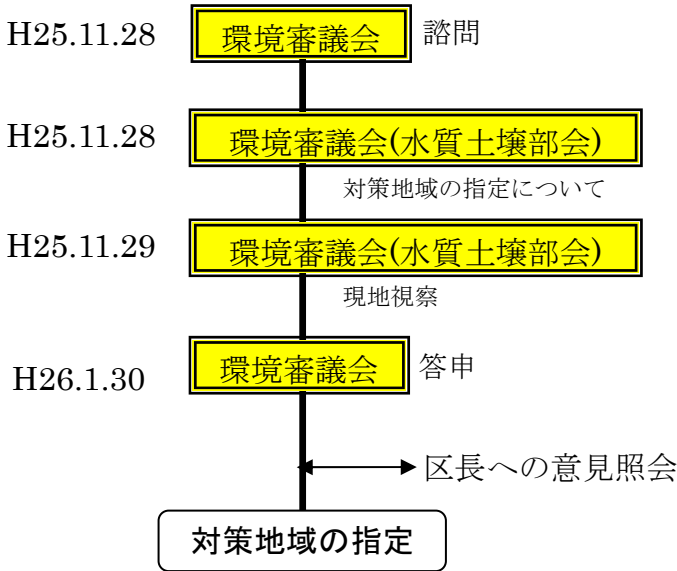 H25.11.28 環境審議会 諮問
H25.11.28 環境審議会(水質土壌部会)
対策地域の指定について
H25.11.29 環境審議会(水質土壌部会)
現地視察
H26.1.30 環境審議会 答申
区長への意見照会
対策地域の指定